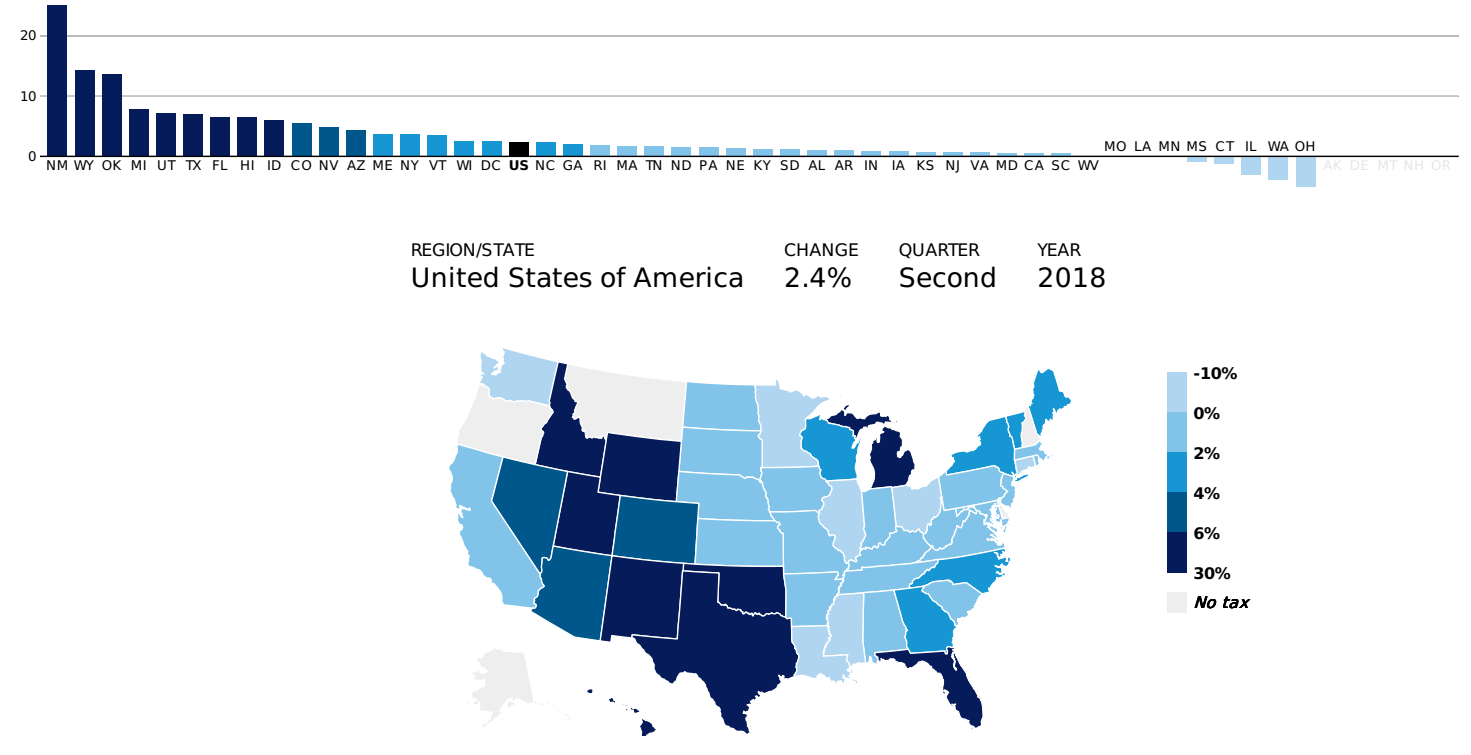 20
10
0
MO LA MN MS CT IL WA OH
NM WY OK MI UT TX FL HI ID CO NV AZ ME NY VT WI DC US NC GA RI MA TN ND PA NE KY SD AL AR IN IA KS NJ VA MD CA SC WV AK DE MT NH OR
REGION/STATE CHANGE QUARTER YEAR
United States of America 2.4% Second 2018
-10%
0%
2%
4%
6%
30%
No tax